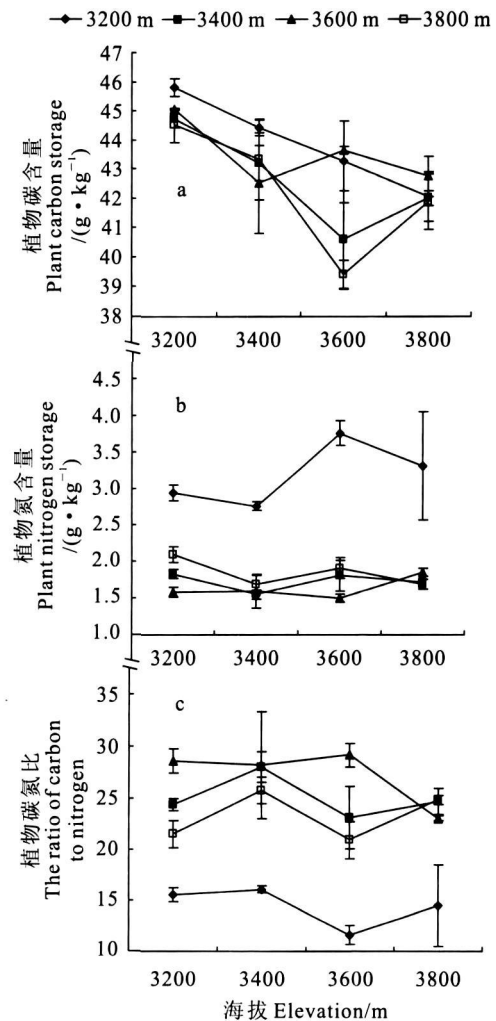 3200 m 3400 m 3600 m 3800 m
47
46
45
44
43
42
41
40
39
38
植物碳含量
Plant carbon storage
/(g·kg⁻¹)
a
3200 3400 3600 3800
4.5
4.0
3.5
3.0
2.5
2.0
1.5
1.0
植物氮含量
Plant nitrogen storage
/(g·kg⁻¹)
b
3200 3400 3600 3800
35
30
25
20
15
10
植物碳氮比
The ratio of carbon
to nitrogen
c
3200 3400 3600 3800
海拔 Elevation/m